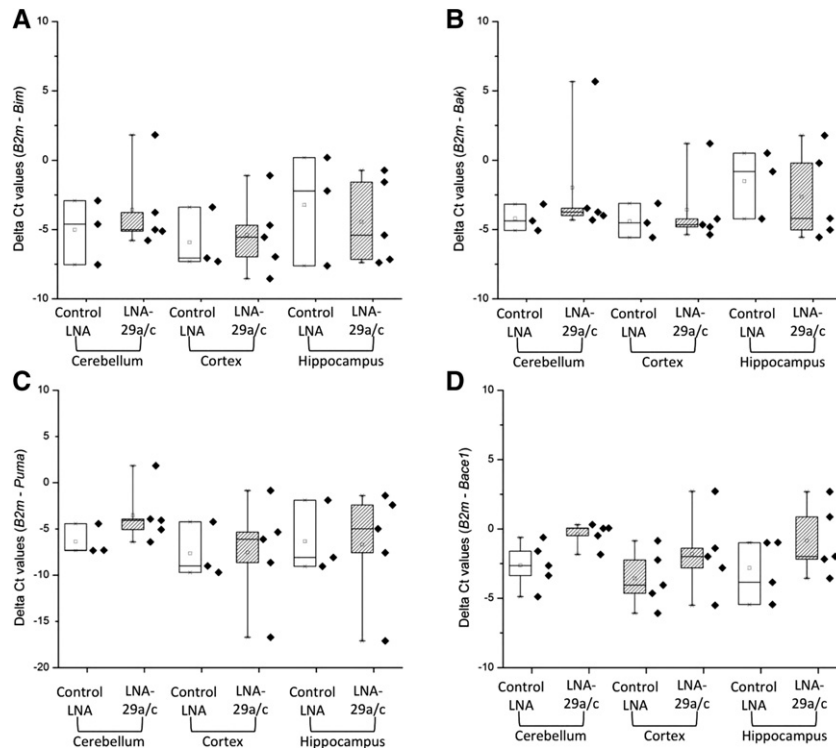 A
Delta Ct values (B2m - Bim)
10
5
0
-5
-10
Control LNA
LNA-29a/c
Control LNA
LNA-29a/c
Control LNA
LNA-29a/c
Cerebellum
Cortex
Hippocampus
B
Delta Ct values (B2m - Bak)
10
5
0
-5
-10
Control LNA
LNA-29a/c
Control LNA
LNA-29a/c
Control LNA
LNA-29a/c
Cerebellum
Cortex
Hippocampus
C
Delta Ct values (B2m - Puma)
10
5
0
-5
-10
-15
-20
Control LNA
LNA-29a/c
Control LNA
LNA-29a/c
Control LNA
LNA-29a/c
Cerebellum
Cortex
Hippocampus
D
Delta Ct values (B2m - Bace1)
10
5
0
-5
-10
Control LNA
LNA-29a/c
Control LNA
LNA-29a/c
Control LNA
LNA-29a/c
Cerebellum
Cortex
Hippocampus